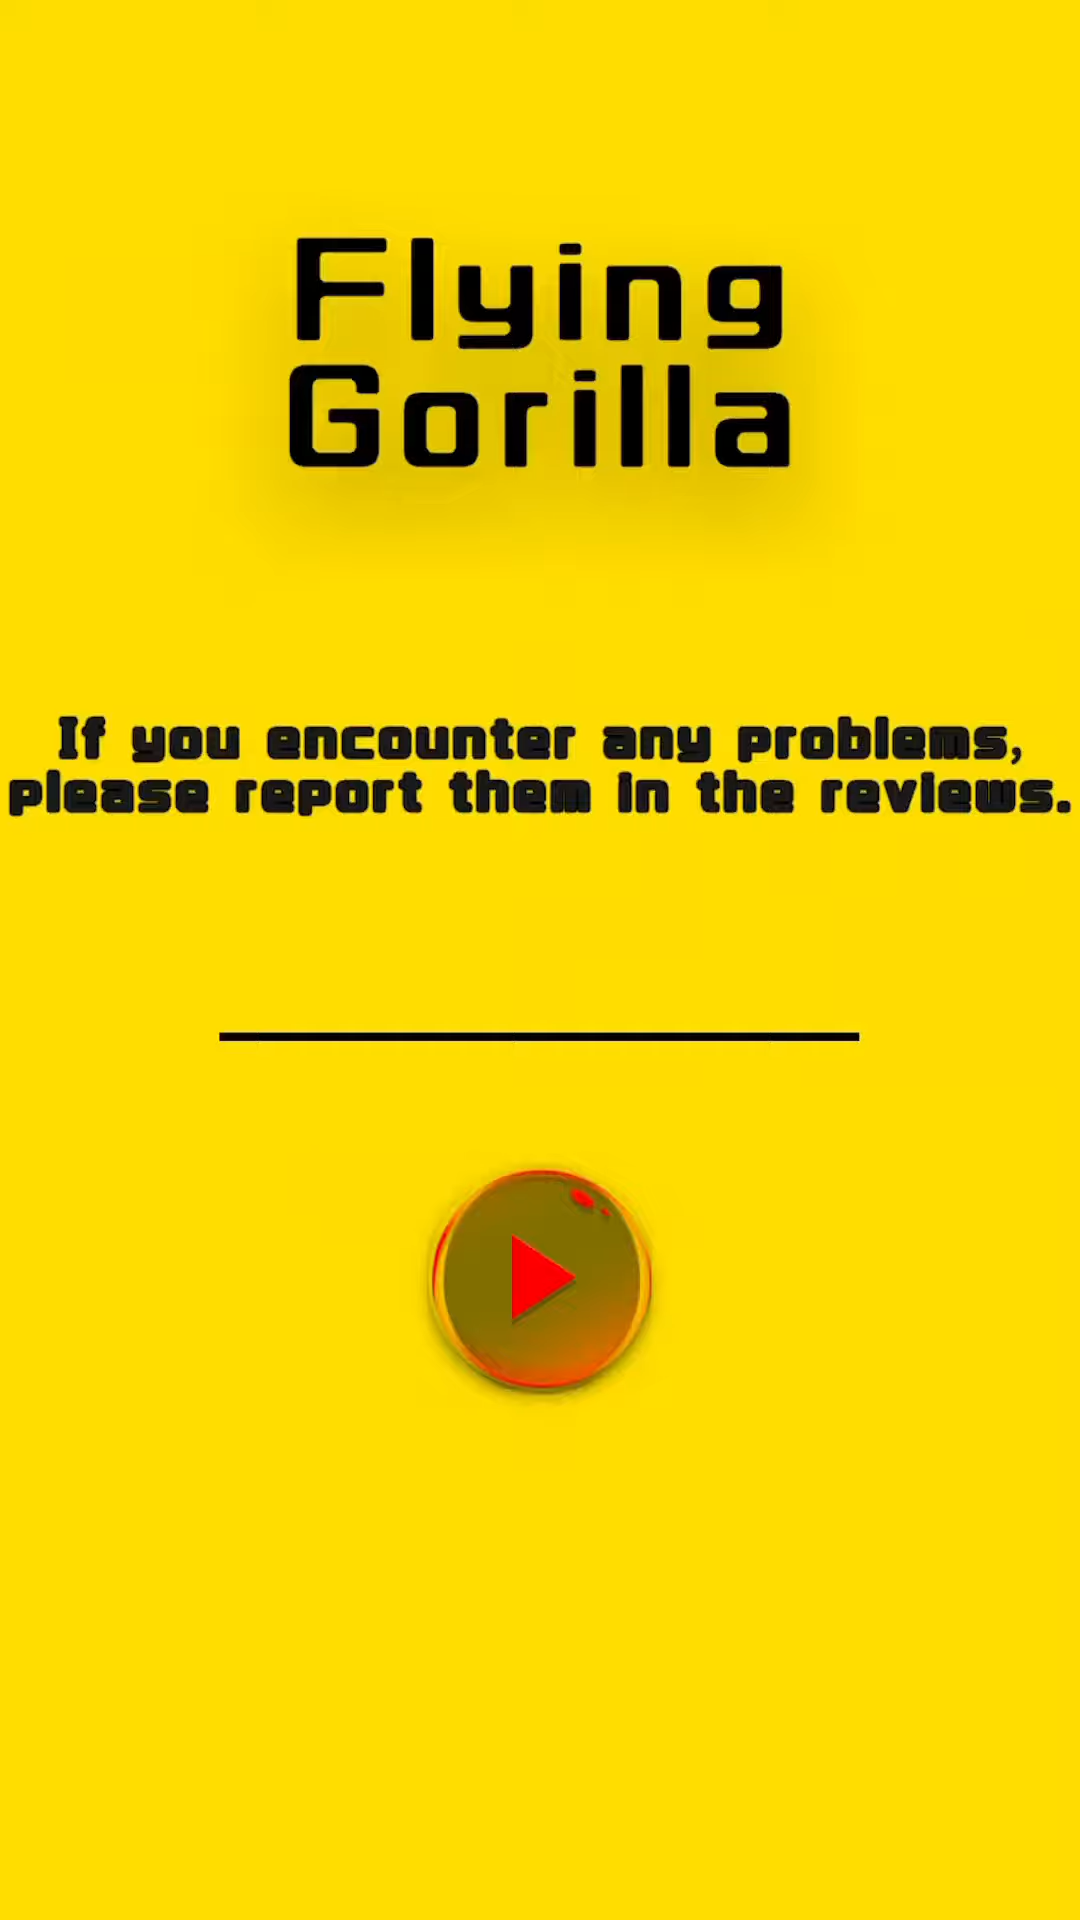 Flying
Gorilla
If you encounter any problems,
please report them in the reviews.